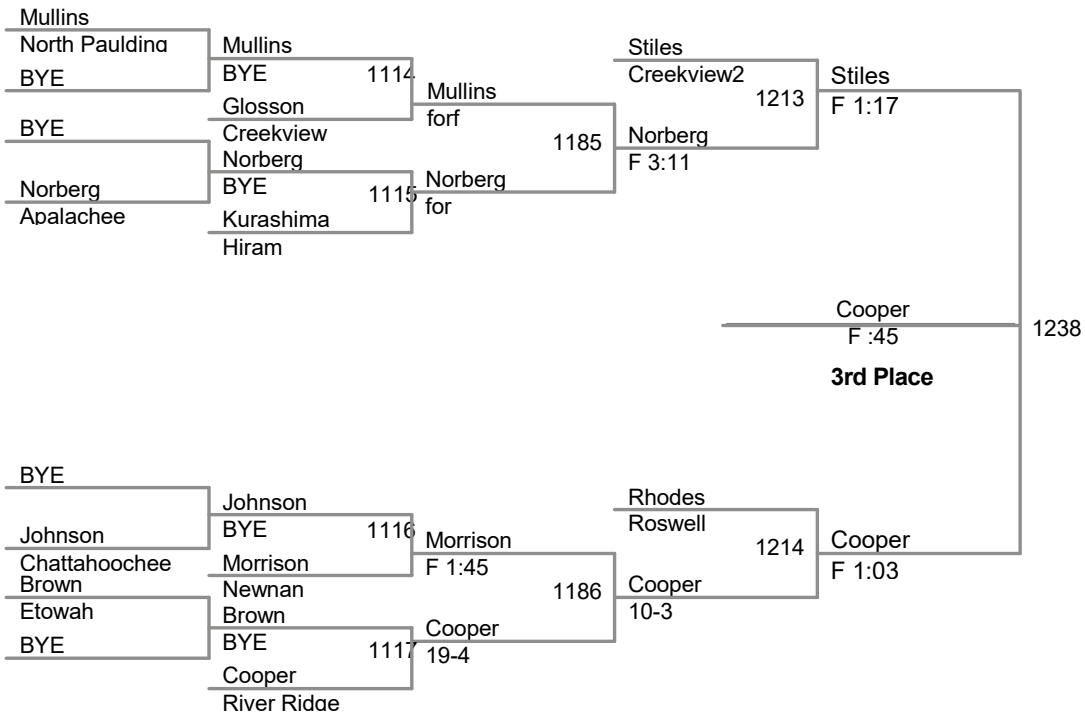 Mullins
North Paulding
BYE
Mullins
BYE
1114
Glosson
Creekview
Mullins
forf
BYE
Norberg
Apalachee
Norberg
BYE
1115
Kurashima
Hiram
Norberg
for
1185
Stiles
Creekview2
1213
Norberg
F 3:11
Stiles
F 1:17
Cooper
F :45
3rd Place
1238
BYE
Johnson
Chattahoochee
Johnson
BYE
1116
Morrison
Newnan
Morrison
F 1:45
Brown
Etowah
BYE
Brown
BYE
1117
Cooper
River Ridge
Cooper
19-4
1186
Rhodes
Roswell
1214
Cooper
10-3
Cooper
F 1:03